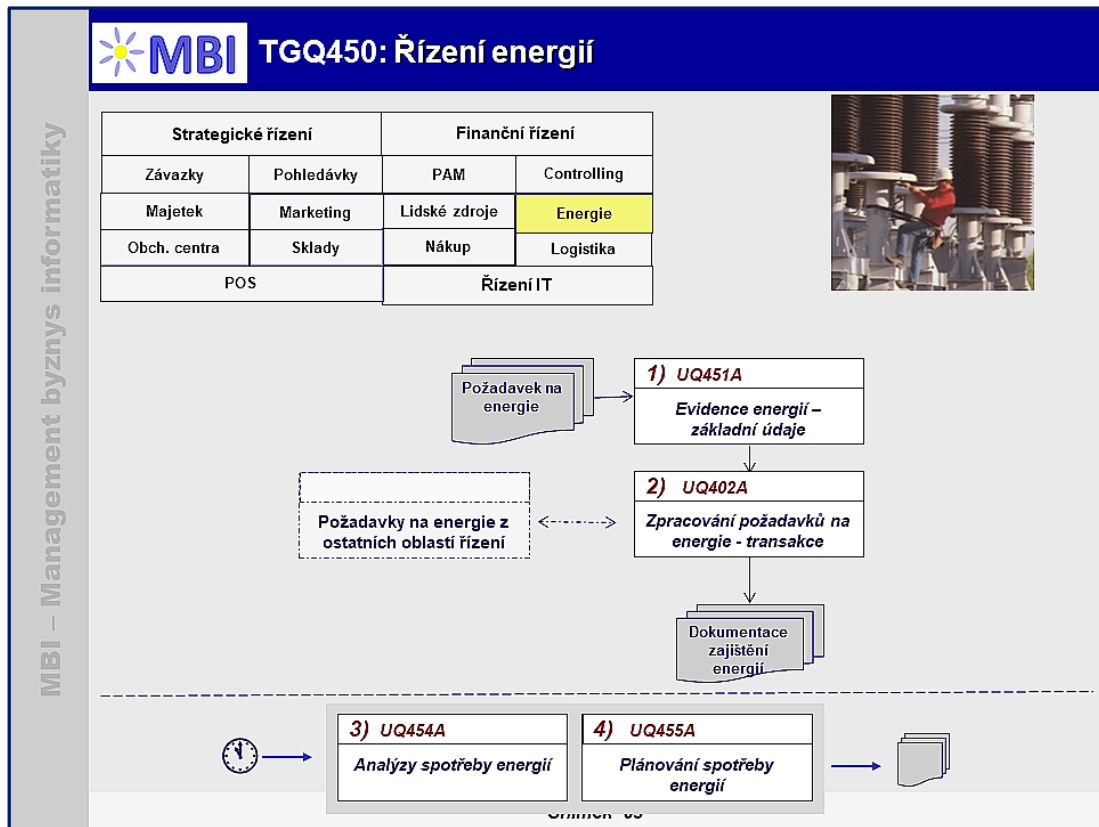 MBI
TGQ450: Řízení energií
MBI – Management byznys informatiky
Strategické řízení
Finanční řízení
Závazky
Pohledávky
PAM
Controlling
Majetek
Marketing
Lidské zdroje
Energie
Obch. centra
Sklady
Nákup
Logistika
POS
Řízení IT
Požadavek na
energie
1) UQ451A
Evidence energií –
základní údaje
2) UQ402A
Zpracování požadavků na
energie - transakce
Požadavky na energie z
ostatních oblastí řízení
Dokumentace
zajištění
energií
3) UQ454A
Analýzy spotřeby energií
4) UQ455A
Plánování spotřeby
energií